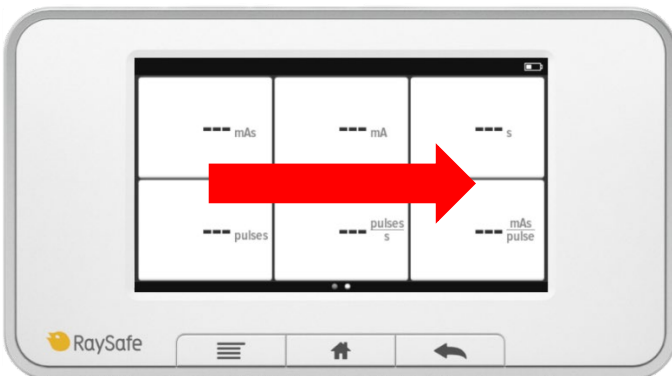 --- mAs
--- mA
--- s
--- pulses
--- pulses
s
--- mAs
pulse
RaySafe